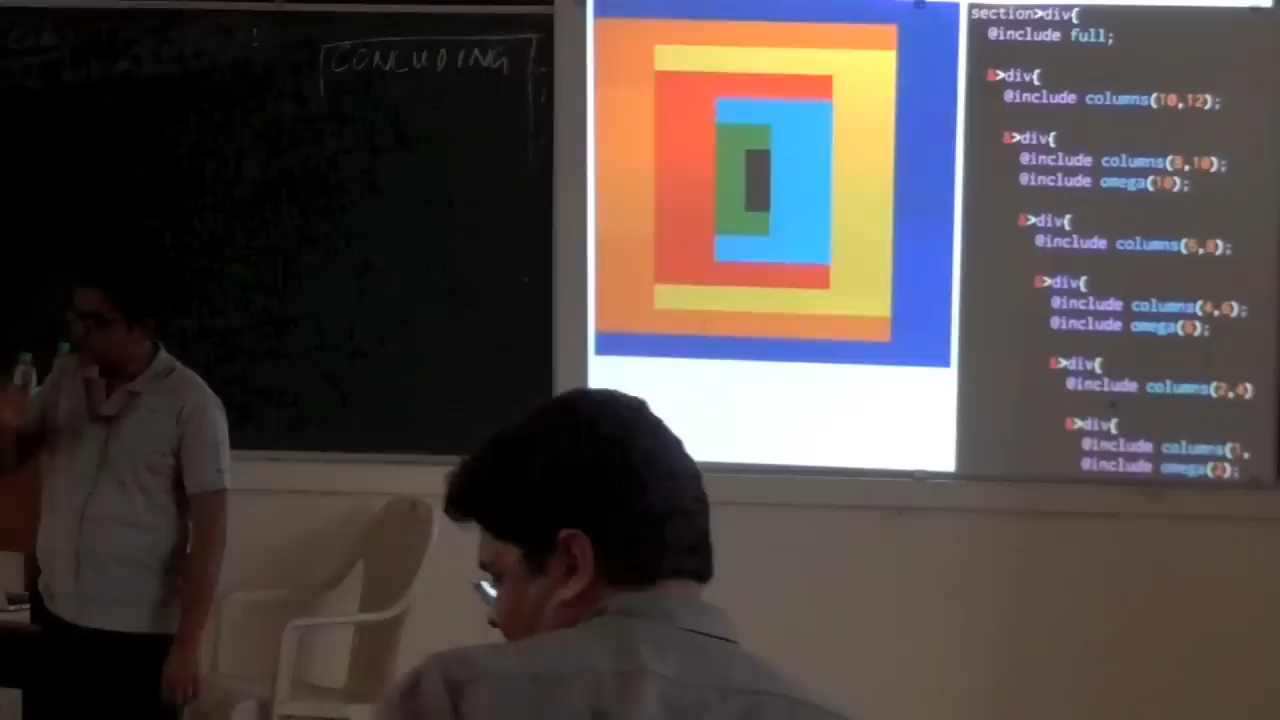 CONCLUDING
section>div{
@include full;
&>div{
@include columns(10,12);
&>div{
@include columns(8,10);
@include omega(10);
&>div{
@include columns(6,8);
&>div{
@include columns(4,6);
@include omega(6);
&>div{
@include columns(2,4)
&>div{
@include columns(1,
@include omega(2);